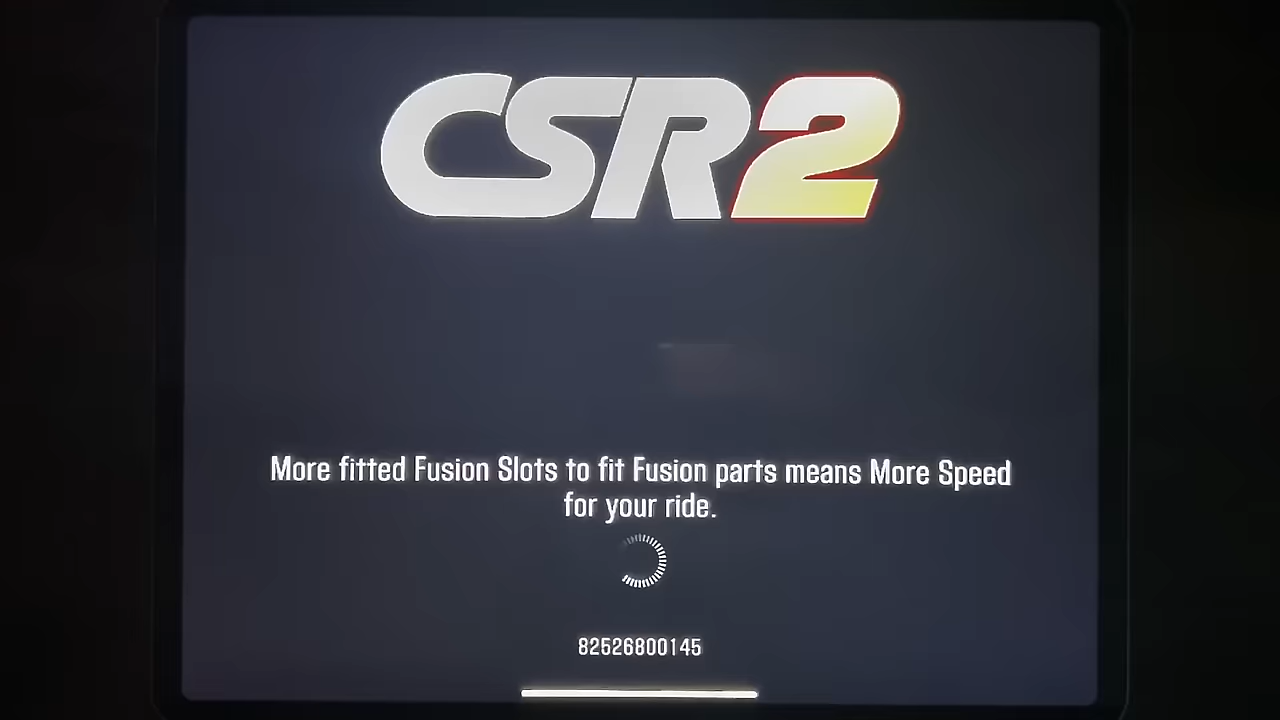 CSR2
More fitted Fusion Slots to fit Fusion parts means More Speed
for your ride.
82526800145